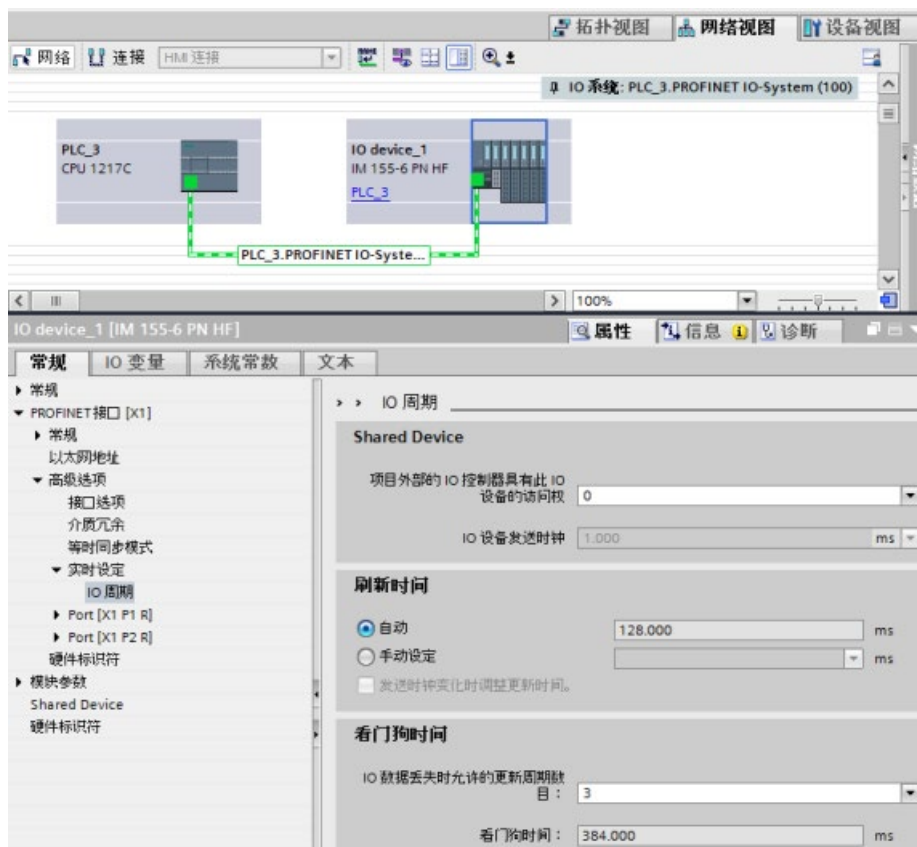 拓扑视图 网络视图 设备视图
网络 连接 HMI 连接
IO 系统: PLC_3.PROFINET IO-System (100)
PLC_3
CPU 1217C
IO device_1
IM 155-6 PN HF
PLC_3
PLC_3.PROFINET IO-Syste...
100%
IO device_1 [IM 155-6 PN HF]
属性 信息 诊断
常规 IO 变量 系统常数 文本
常规
PROFINET接口 [X1]
常规
以太网地址
高级选项
接口选项
介质冗余
等时同步模式
实时设定
IO 周期
Port [X1 P1 R]
Port [X1 P2 R]
硬件标识符
模块参数
Shared Device
硬件标识符
> > IO 周期
Shared Device
项目外部的 IO 控制器具有此 IO
设备的访问权 0
IO 设备发送时钟 1.000 ms
刷新时间
自动 128.000 ms
手动设定 ms
发送时钟变化时调整更新时间。
看门狗时间
IO 数据丢失时允许的更新周期数
目： 3
看门狗时间： 384.000 ms